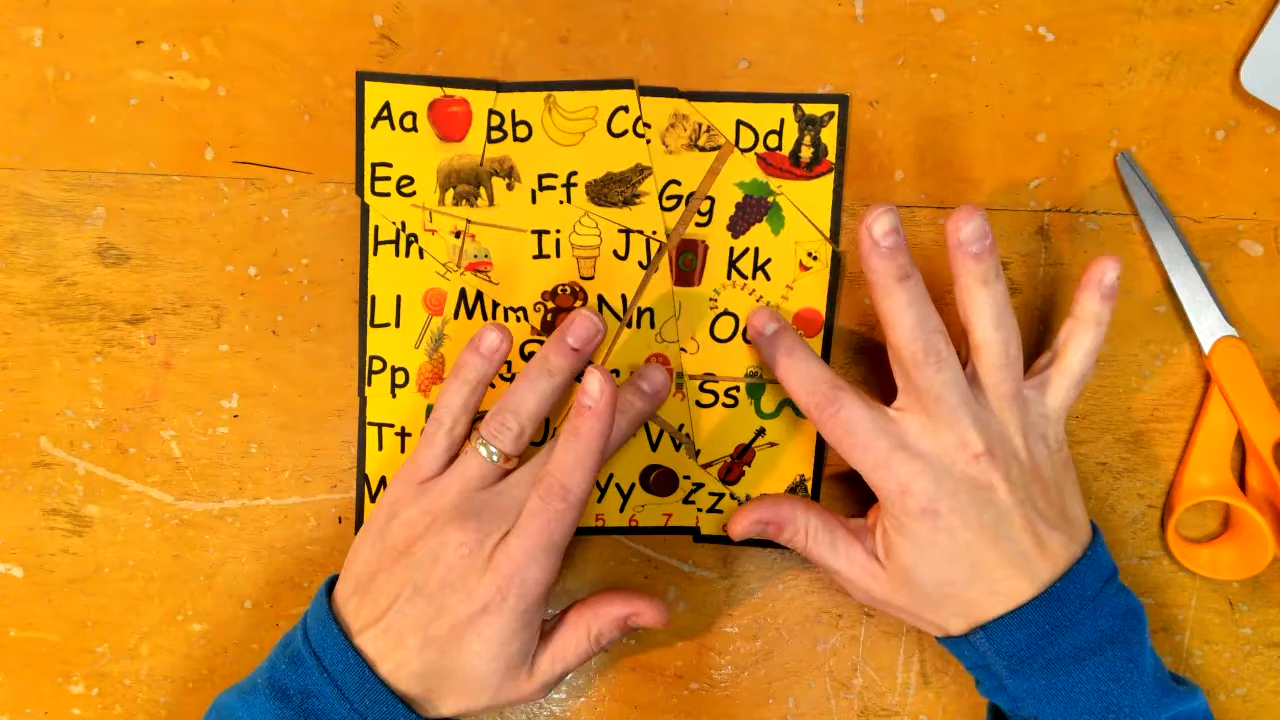 Aa Bb Cc Dd
Ee Ff Gg
Hh Ii Jj Kk
Ll Mm Nn
Pp
Ss
Tt
Yy Zz
5 6 7